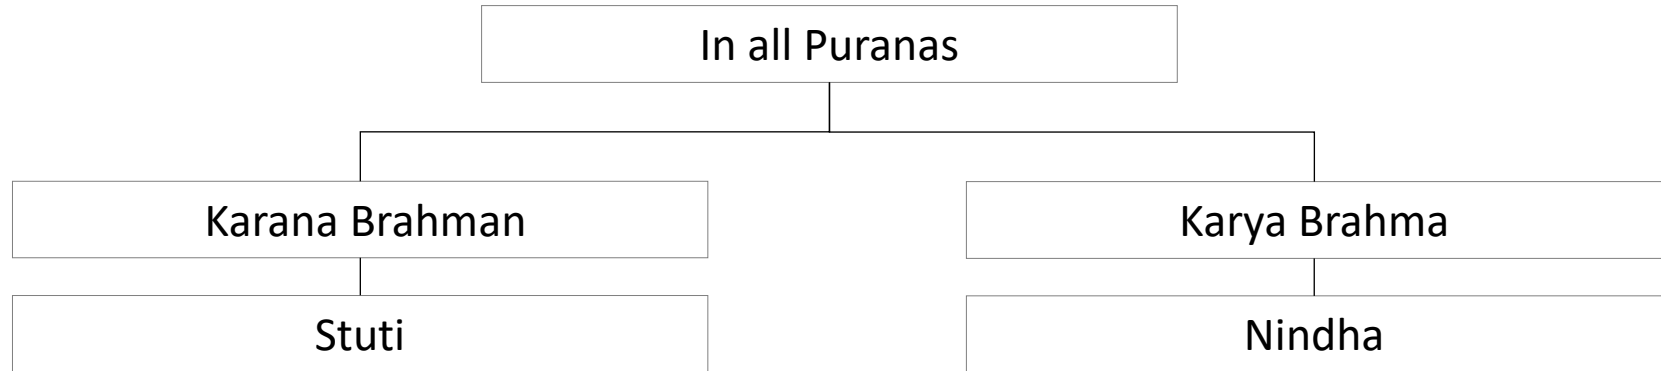 In all Puranas
Karana Brahman
Karya Brahma
Stuti
Nindha